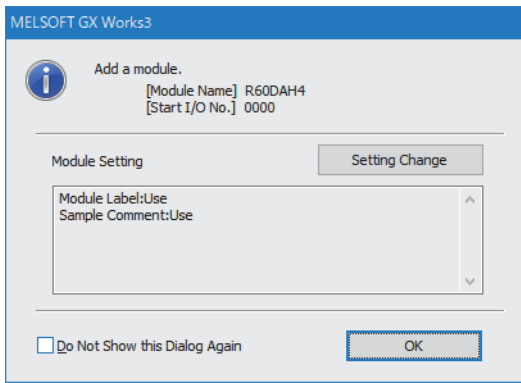 MELSOFT GX Works3
Add a module.
[Module Name] R60DAH4
[Start I/O No.] 0000
Module Setting
Setting Change
Module Label:Use
Sample Comment:Use
Do Not Show this Dialog Again
OK